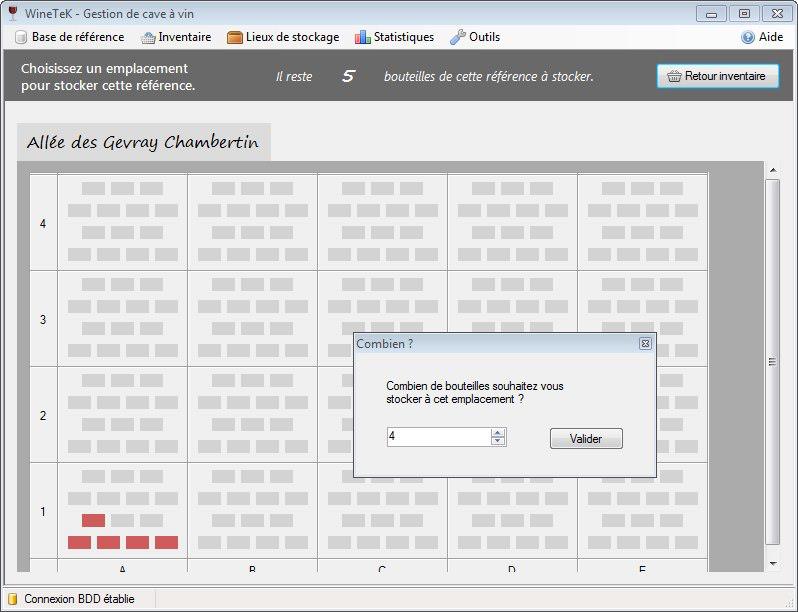 WineTeK - Gestion de cave à vin
Base de référence Inventaire Lieux de stockage Statistiques Outils Aide
Choisissez un emplacement
pour stocker cette référence.
Il reste 5 bouteilles de cette référence à stocker.
Retour inventaire
Allée des Gevray Chambertin
4
3
Combien ?
Combien de bouteilles souhaitez vous
stocker à cet emplacement ?
4
Valider
2
1
A B C D E
Connexion BDD établie